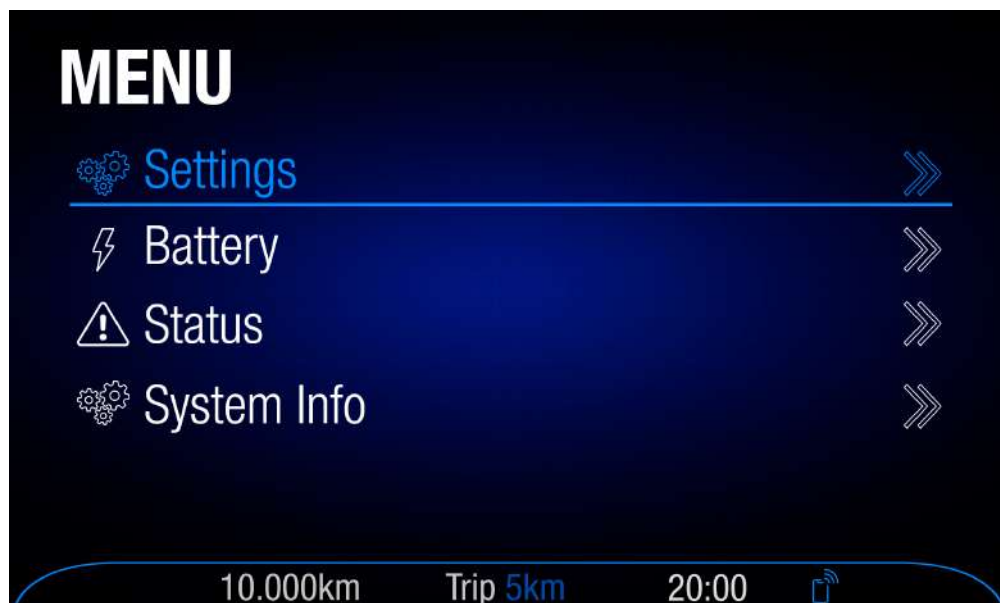 MENU
Settings
Battery
Status
System Info
10.000km Trip 5km 20:00